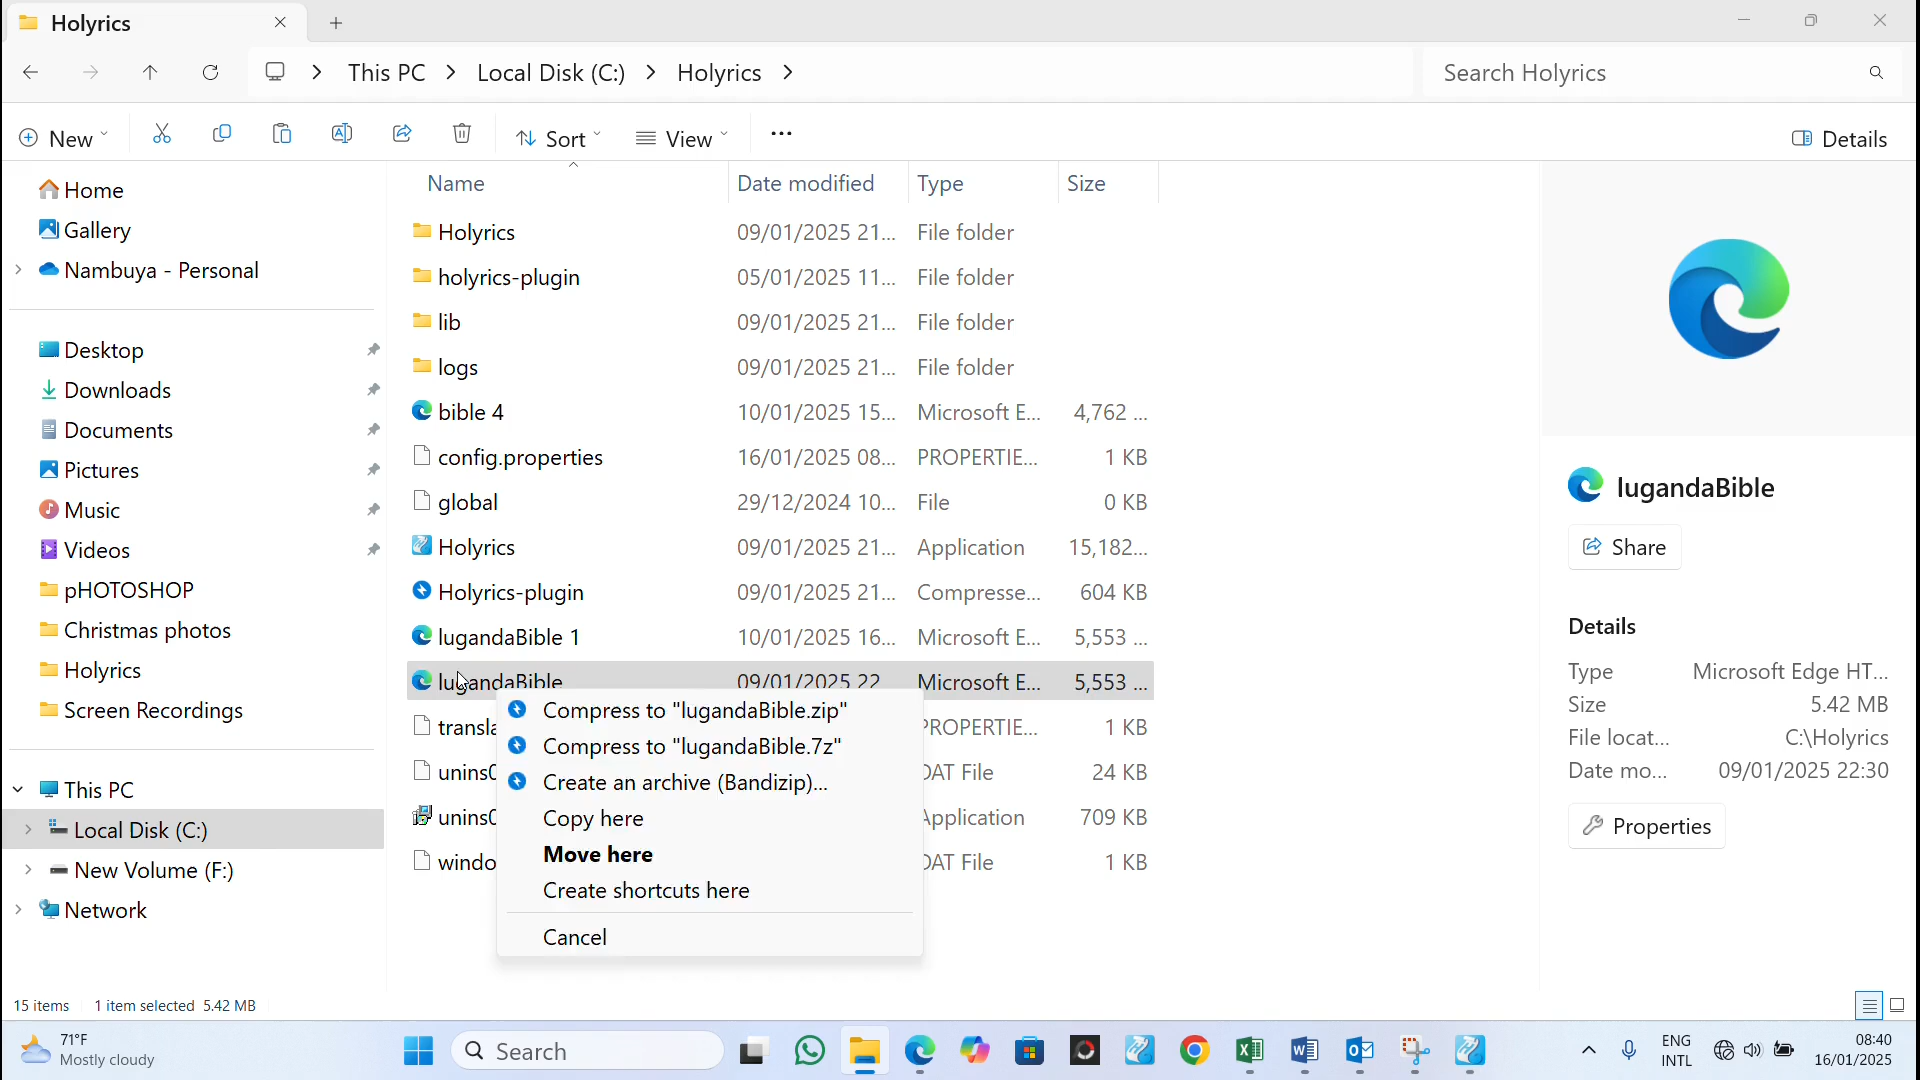 Holyrics
This PC > Local Disk (C:) > Holyrics >
Search Holyrics
New
Sort
View
Details
Home
Gallery
Nambuya - Personal
Desktop
Downloads
Documents
Pictures
Music
Videos
pHOTOSHOP
Christmas photos
Holyrics
Screen Recordings
This PC
Local Disk (C:)
New Volume (F:)
Network
Name Date modified Type Size
Holyrics 09/01/2025 21... File folder
holyrics-plugin 05/01/2025 11... File folder
lib 09/01/2025 21... File folder
logs 09/01/2025 21... File folder
bible 4 10/01/2025 15... Microsoft E... 4,762 ...
config.properties 16/01/2025 08... PROPERTIE... 1 KB
global 29/12/2024 10... File 0 KB
Holyrics 09/01/2025 21... Application 15,182...
Holyrics-plugin 09/01/2025 21... Compresse... 604 KB
lugandaBible 1 10/01/2025 16... Microsoft E... 5,553 ...
lugandaBible 09/01/2025 22 Microsoft E... 5,553 ...
transla PROPERTIE... 1 KB
unins0 DAT File 24 KB
unins0 Application 709 KB
windo DAT File 1 KB
Compress to "lugandaBible.zip"
Compress to "lugandaBible.7z"
Create an archive (Bandizip)...
Copy here
Move here
Create shortcuts here
Cancel
lugandaBible
Share
Details
Type Microsoft Edge HT...
Size 5.42 MB
File locat... C:\Holyrics
Date mo... 09/01/2025 22:30
Properties
15 items 1 item selected 5.42 MB
71°F
Mostly cloudy
Search
ENG
INTL
08:40
16/01/2025